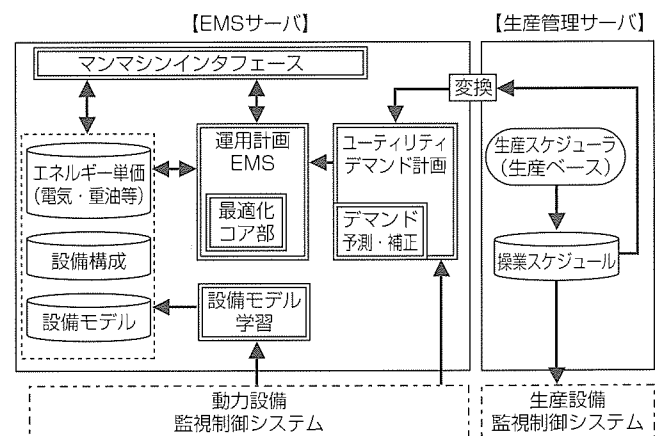 【EMSサーバ】
【生産管理サーバ】
マンマシンインタフェース
変換
エネルギー単価
(電気・重油等)
運用計画
EMS
最適化
コア部
ユーティリティ
デマンド計画
デマンド
予測・補正
生産スケジューラ
(生産ベース)
設備構成
操業スケジュール
設備モデル
設備モデル
学習
動力設備
監視制御システム
生産設備
監視制御システム